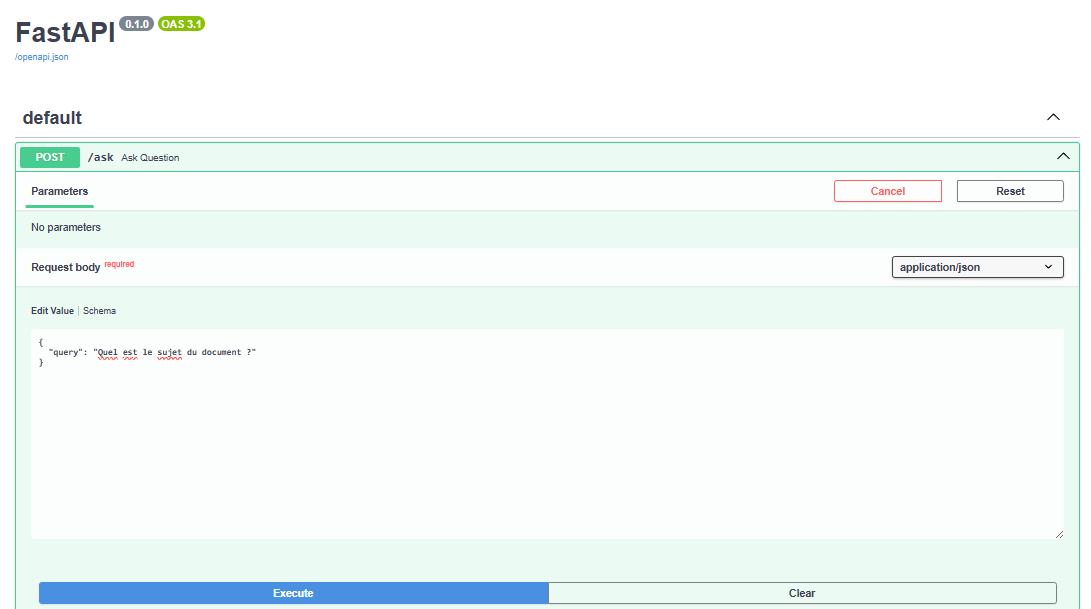 FastAPI 0.1.0 OAS 3.1
/openapi.json
default
POST /ask Ask Question
Parameters Cancel Reset
No parameters
Request body required application/json
Edit Value | Schema
{
"query": "Quel est le sujet du document ?"
}
Execute Clear